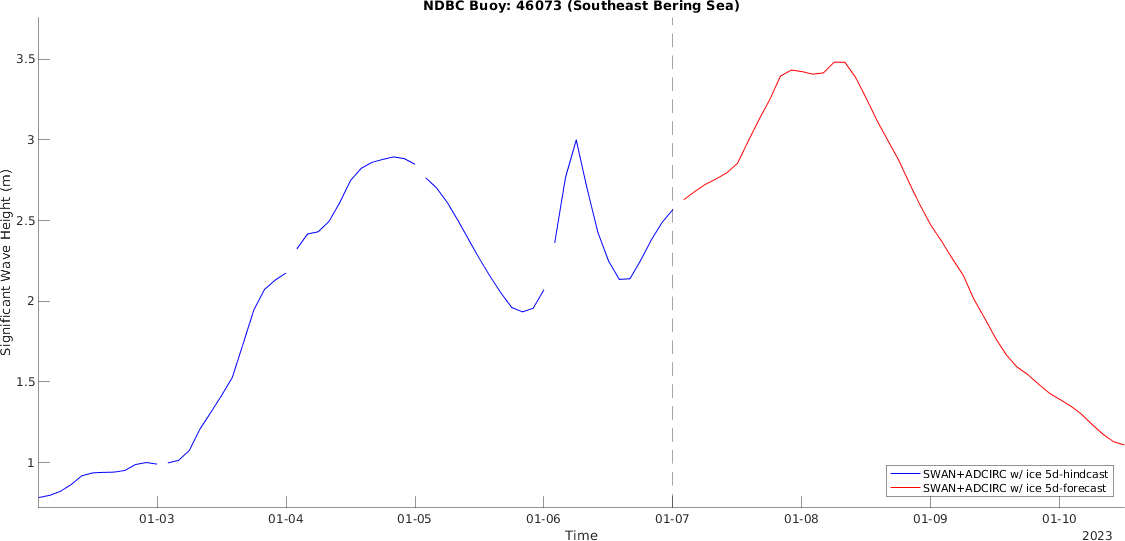 NDBC Buoy: 46073 (Southeast Bering Sea)
Significant Wave Height (m)
3.5
3
2.5
2
1.5
1
SWAN+ADCIRC w/ ice 5d-hindcast
SWAN+ADCIRC w/ ice 5d-forecast
01-03 01-04 01-05 01-06 01-07 01-08 01-09 01-10
Time
2023